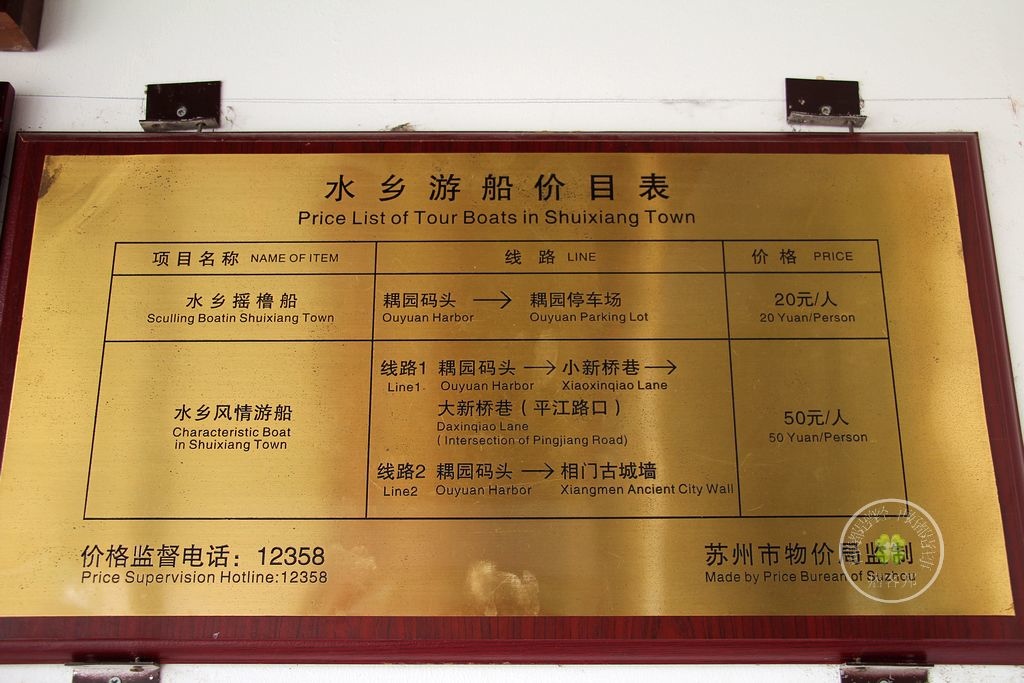 水乡游船价目表
Price List of Tour Boats in Shuixiang Town
项目名称 NAME OF ITEM 线路 LINE 价格 PRICE
水乡摇橹船 耦园码头 → 耦园停车场 20元/人
Sculling Boatin Shuixiang Town Ouyuan Harbor Ouyuan Parking Lot 20 Yuan/Person
水乡风情游船
Characteristic Boat
in Shuixiang Town
线路1 耦园码头 → 小新桥巷 →
Line1 Ouyuan Harbor Xiaoxinqiao Lane
大新桥巷（平江路口）
Daxinqiao Lane
( Intersection of Pingjiang Road)
线路2 耦园码头 → 相门古城墙
Line2 Ouyuan Harbor Xiangmen Ancient City Wall
50元/人
50 Yuan/Person
价格监督电话：12358
Price Supervision Hotline:12358
苏州市物价局监制
Made by Price Burean of Suzhou